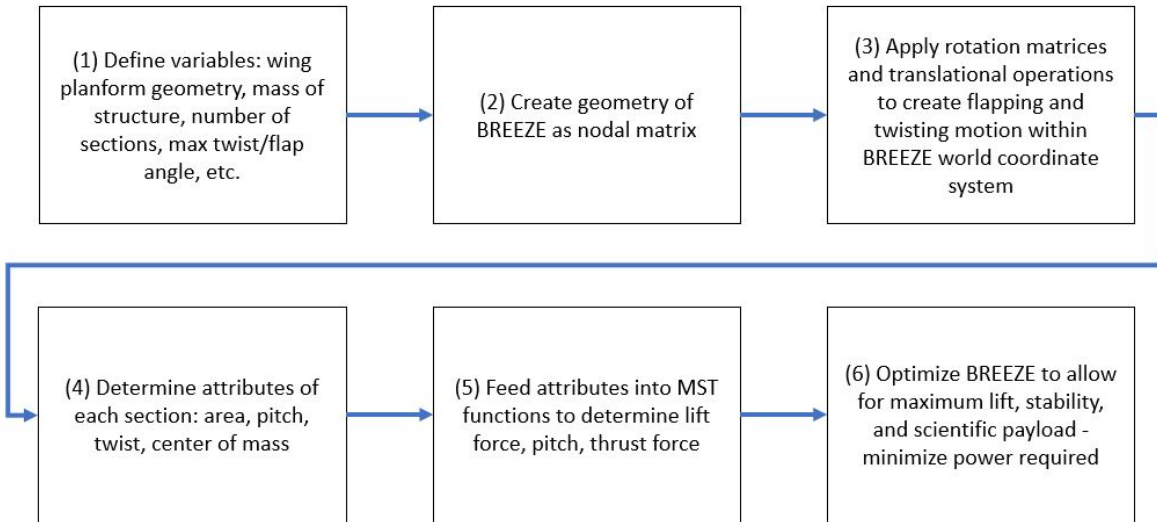 (1) Define variables: wing
planform geometry, mass of
structure, number of
sections, max twist/flap
angle, etc.
(2) Create geometry of
BREEZE as nodal matrix
(3) Apply rotation matrices
and translational operations
to create flapping and
twisting motion within
BREEZE world coordinate
system
(4) Determine attributes of
each section: area, pitch,
twist, center of mass
(5) Feed attributes into MST
functions to determine lift
force, pitch, thrust force
(6) Optimize BREEZE to allow
for maximum lift, stability,
and scientific payload -
minimize power required